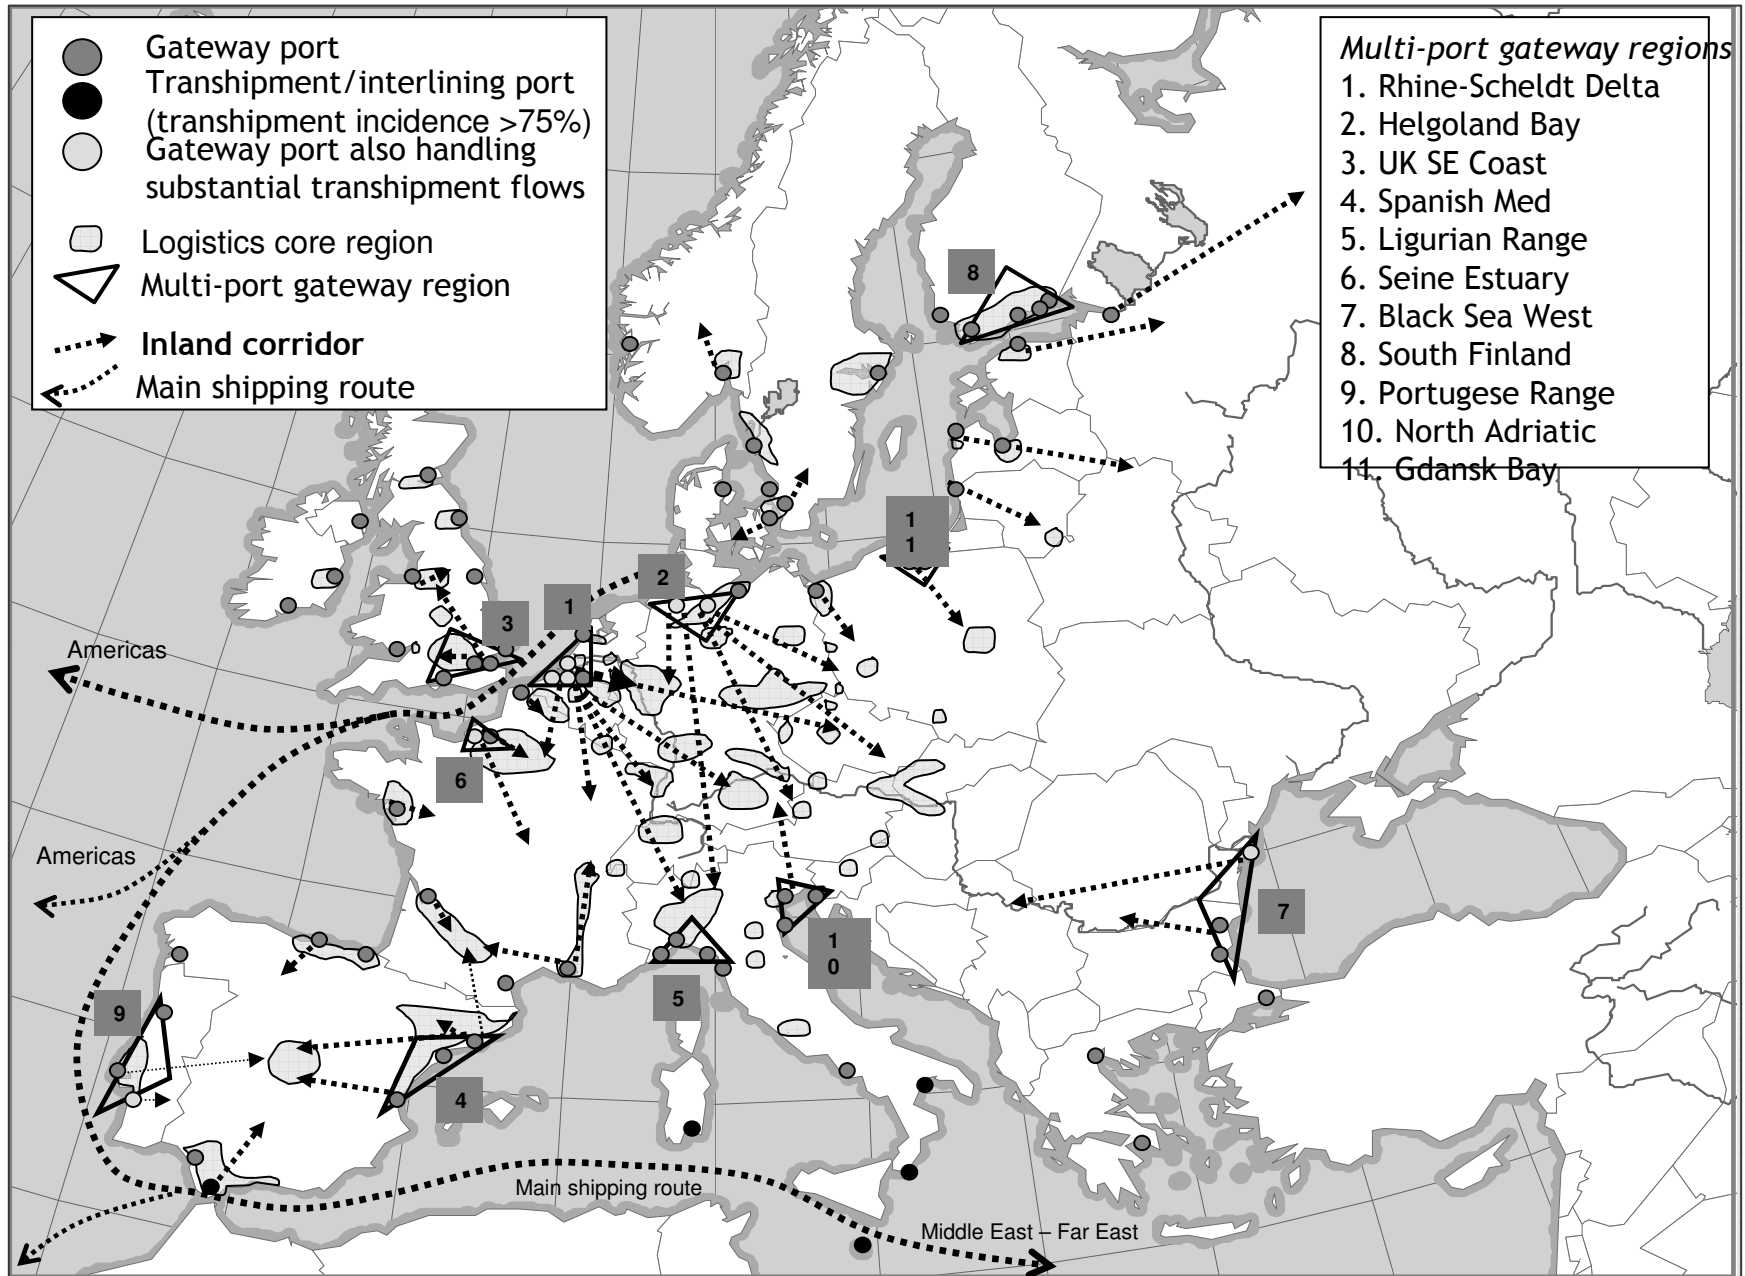 Gateway port
Transhipment/interlining port
(transhipment incidence >75%)
Gateway port also handling
substantial transhipment flows
Logistics core region
Multi-port gateway region
Inland corridor
Main shipping route
Multi-port gateway regions
1. Rhine-Scheldt Delta
2. Helgoland Bay
3. UK SE Coast
4. Spanish Med
5. Ligurian Range
6. Seine Estuary
7. Black Sea West
8. South Finland
9. Portugese Range
10. North Adriatic
11. Gdansk Bay
8
1
1
2
1
3
Americas
6
Americas
7
1
0
5
9
4
Main shipping route
Middle East – Far East